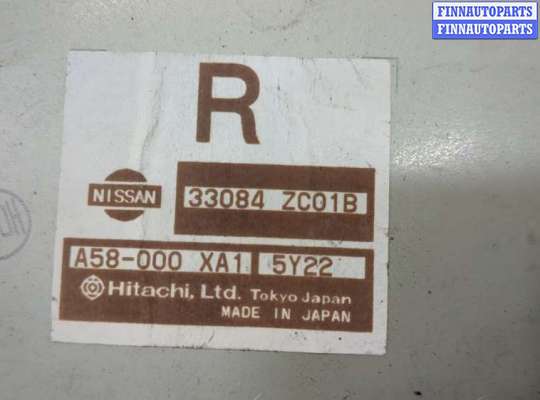 FINNAUTOPARTS
FINNAUTOPARTS
R
NISSAN
33084 ZC01B
A58-000 XA1 5Y22
Hitachi, Ltd. Tokyo Japan
MADE IN JAPAN